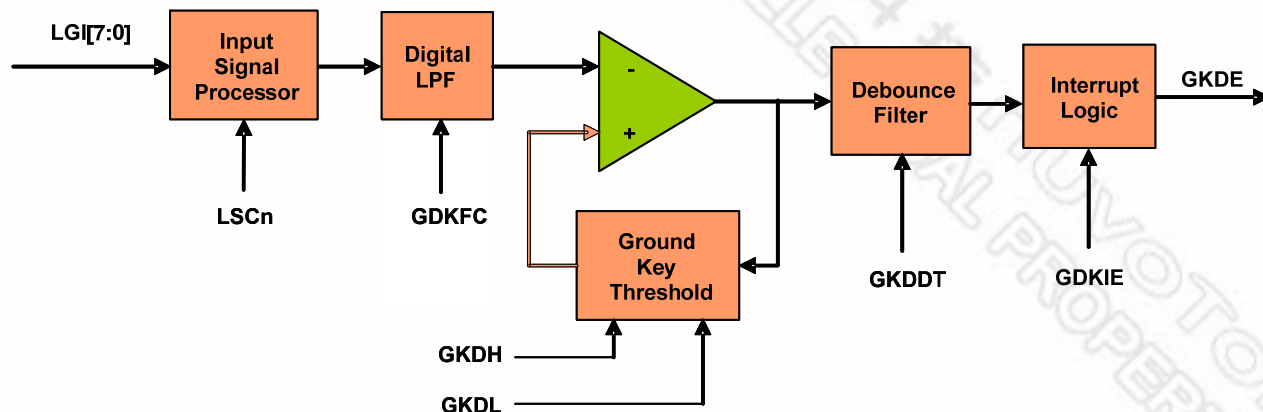 LGI[7:0]
Input
Signal
Processor
LSCn
Digital
LPF
GDKFC
-
+
Ground
Key
Threshold
GKDH
GKDL
Debounce
Filter
GKDDT
Interrupt
Logic
GDKIE
GKDE